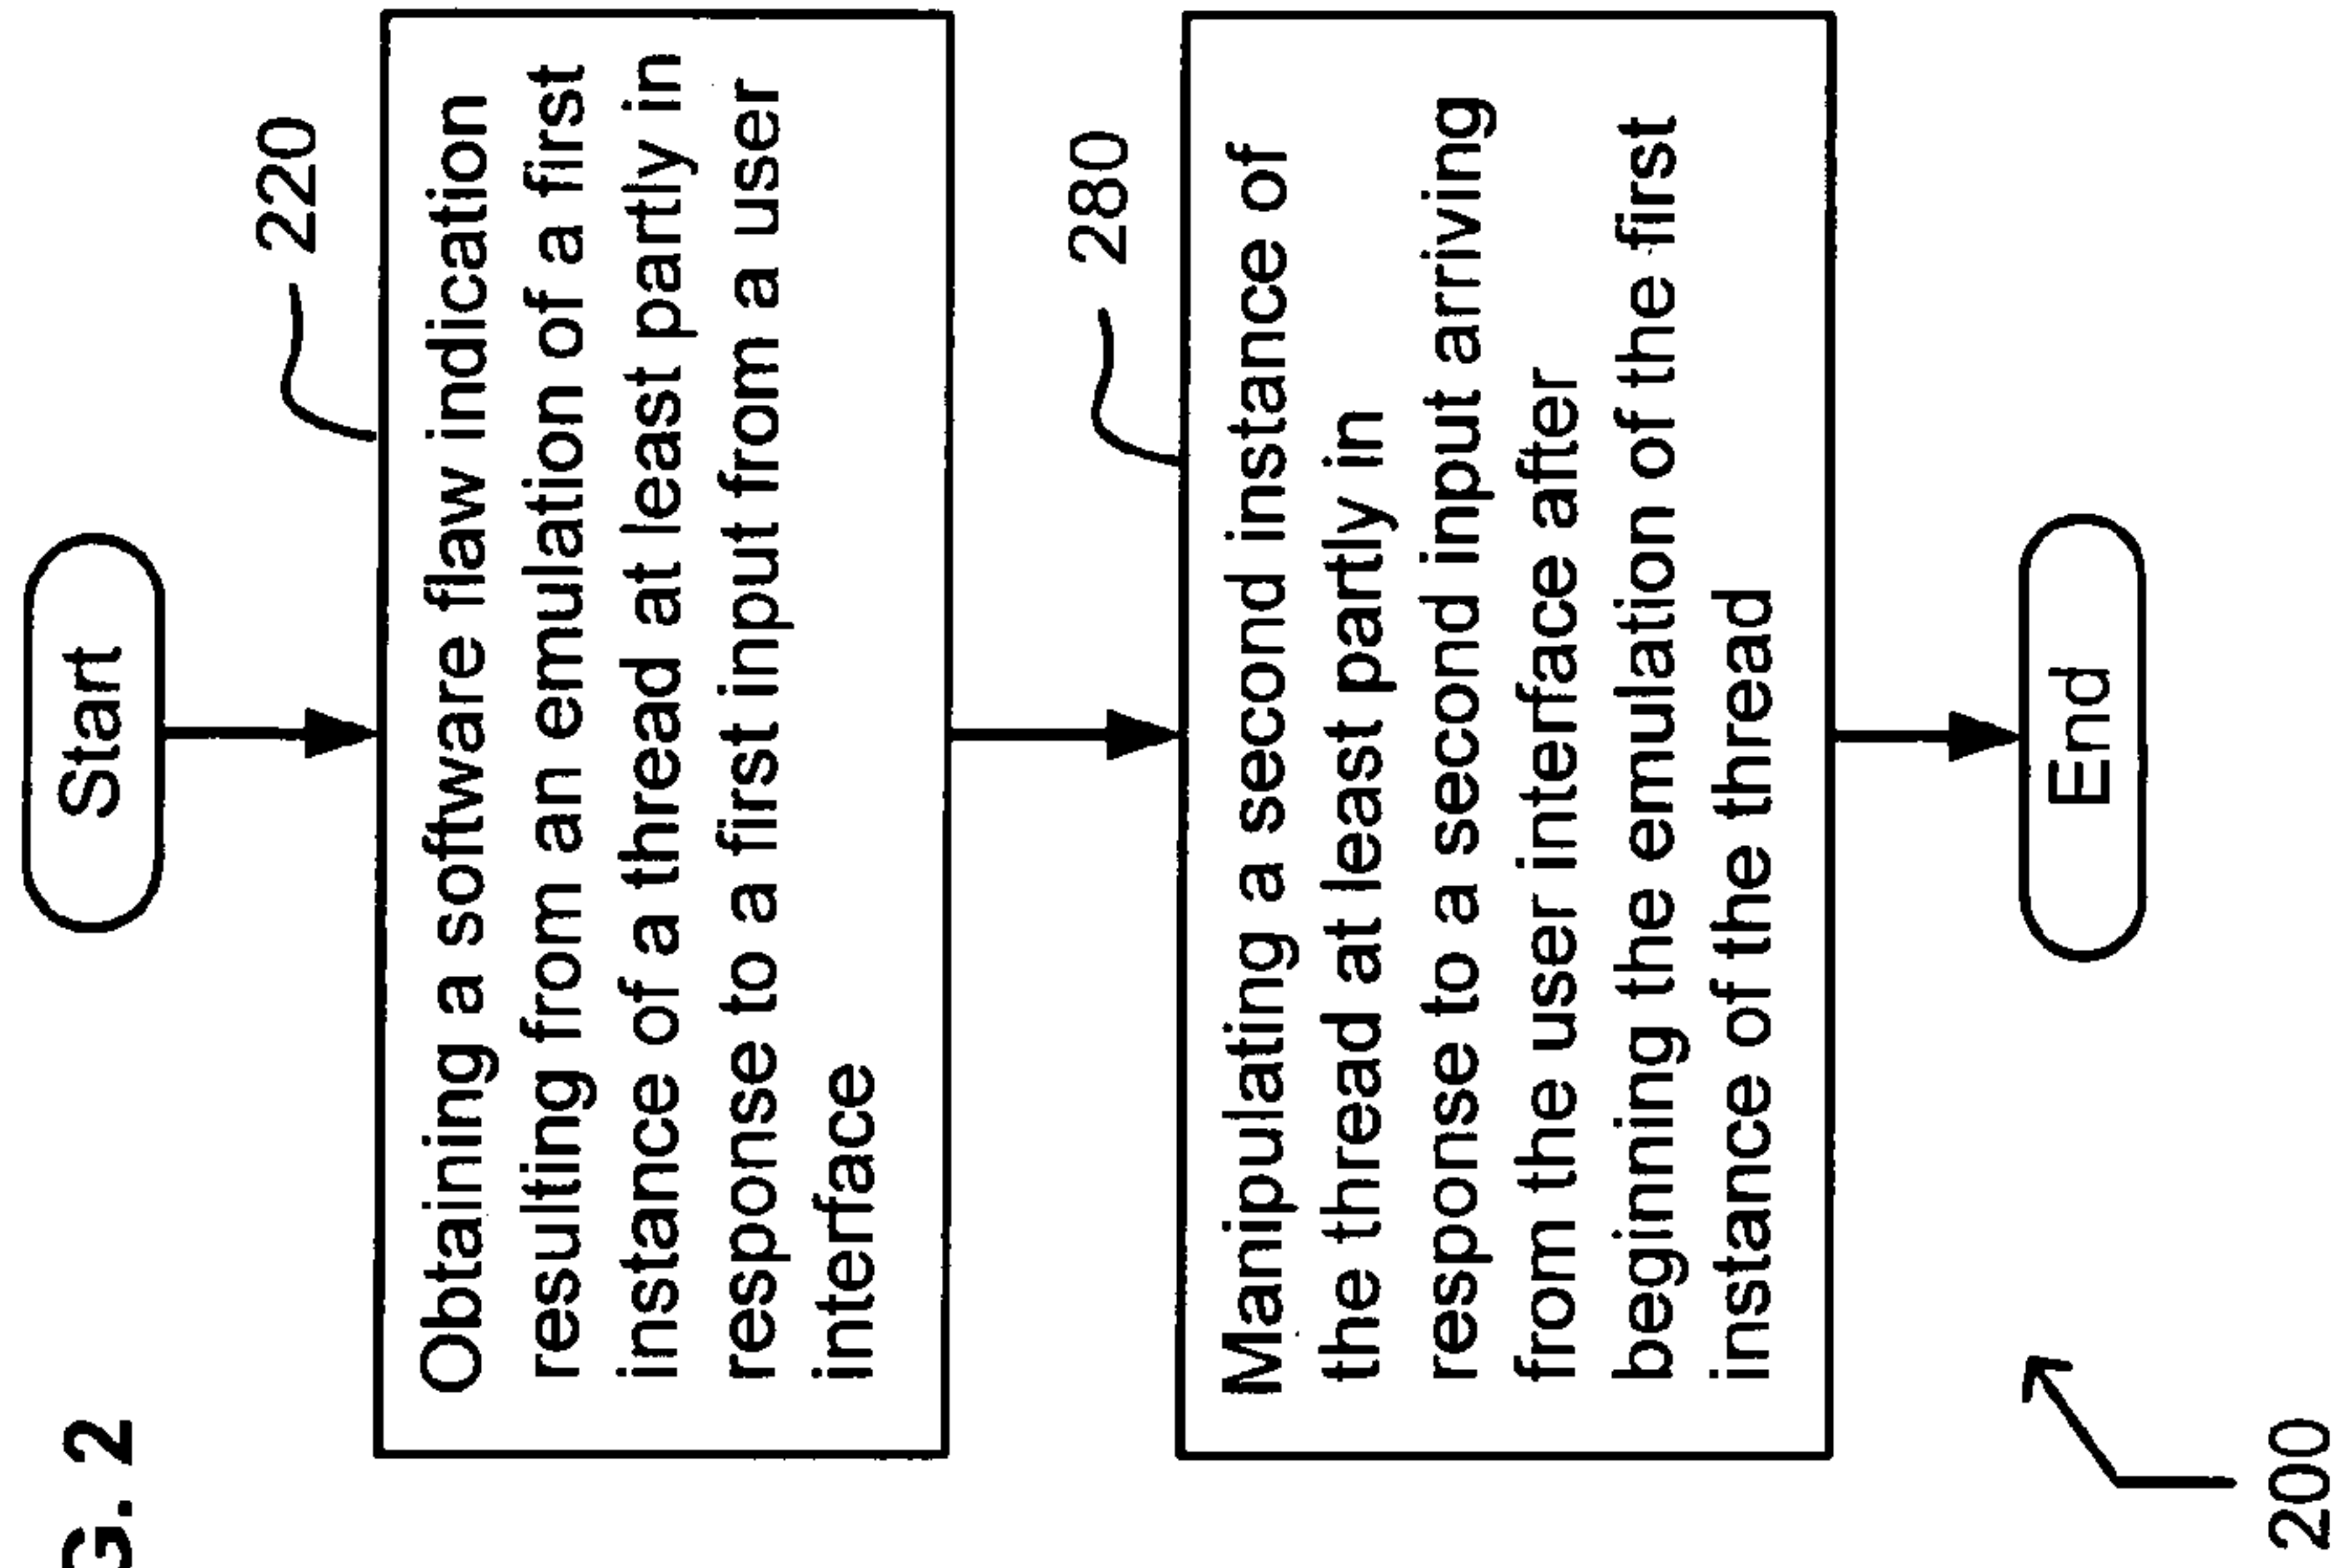 G. 2
Start
220
Obtaining a software flaw indication
resulting from an emulation of a first
instance of a thread at least partly in
response to a first input from a user
interface
280
Manipulating a second instance of
the thread at least partly in
response to a second input arriving
from the user interface after
beginning the emulation of the first
instance of the thread
End
200